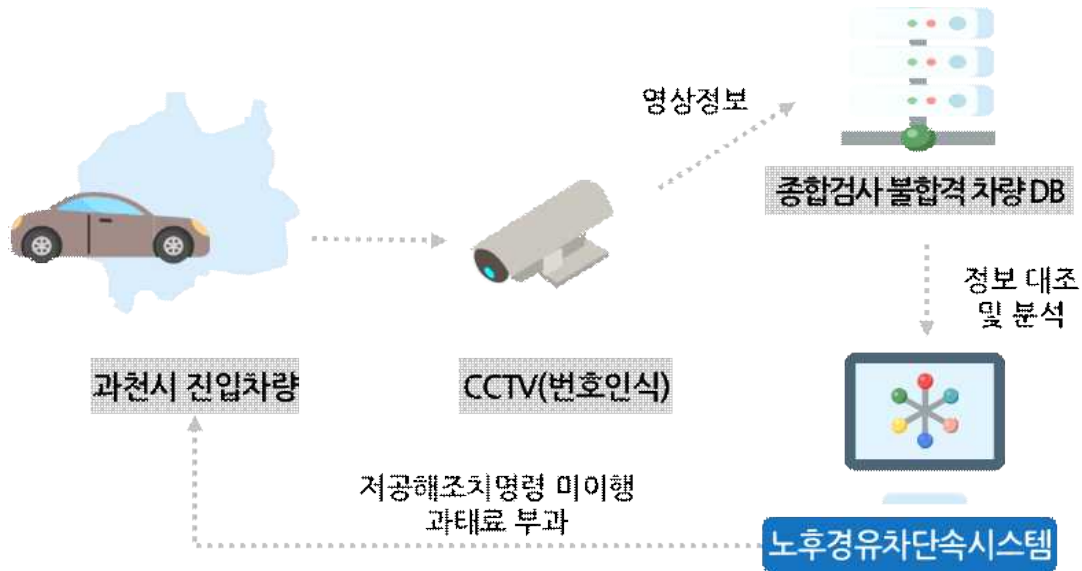 영상정보
종합검사 불합격 차량 DB
정보 대조
및 분석
과천시 진입차량
CCTV(번호인식)
저공해조치명령 미이행
과태료 부과
노후경유차단속시스템